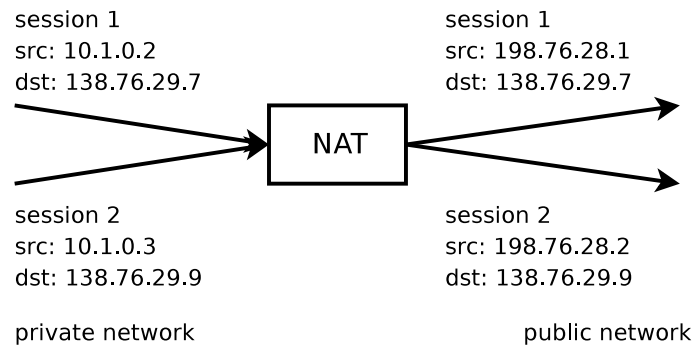 session 1
src: 10.1.0.2
dst: 138.76.29.7
session 1
src: 198.76.28.1
dst: 138.76.29.7
NAT
session 2
src: 10.1.0.3
dst: 138.76.29.9
session 2
src: 198.76.28.2
dst: 138.76.29.9
private network
public network